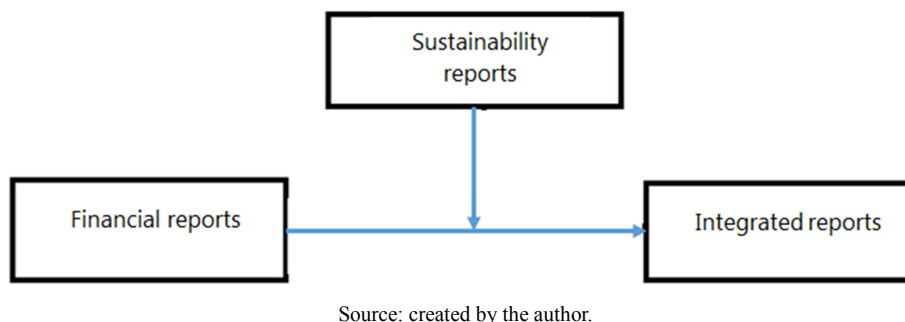 Sustainability
reports
Financial reports
Integrated reports
Source: created by the author.